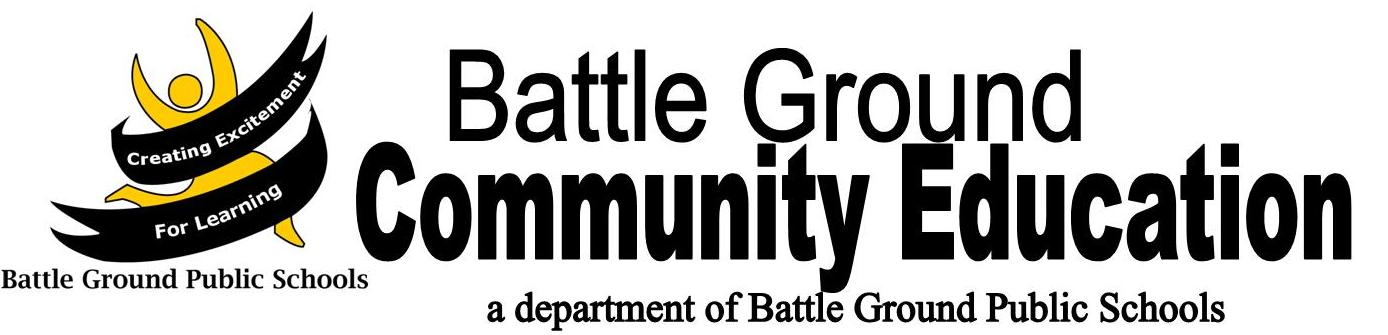 Creating Excitement
For Learning
Battle Ground Public Schools
Battle Ground
Community Education
a department of Battle Ground Public Schools